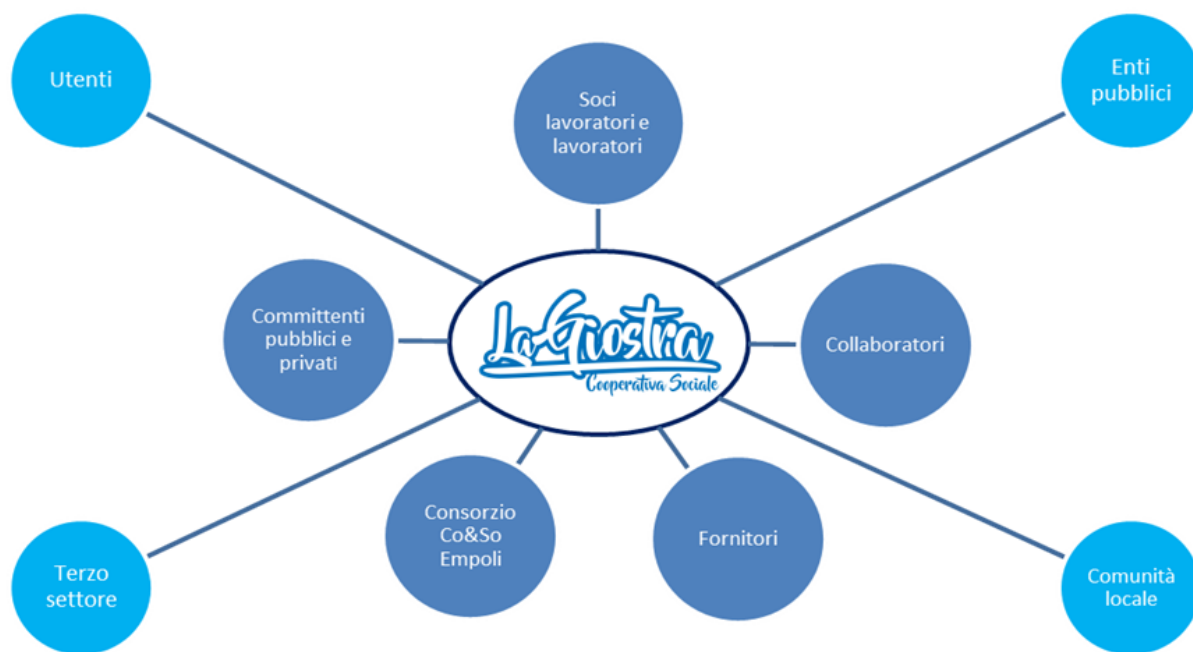 Utenti
Soci
lavoratori e
lavoratori
Enti
pubblici
Committenti
pubblici e
privati
La Giostra
Cooperativa Sociale
Collaboratori
Consorzio
Co&So
Empoli
Fornitori
Terzo
settore
Comunità
locale